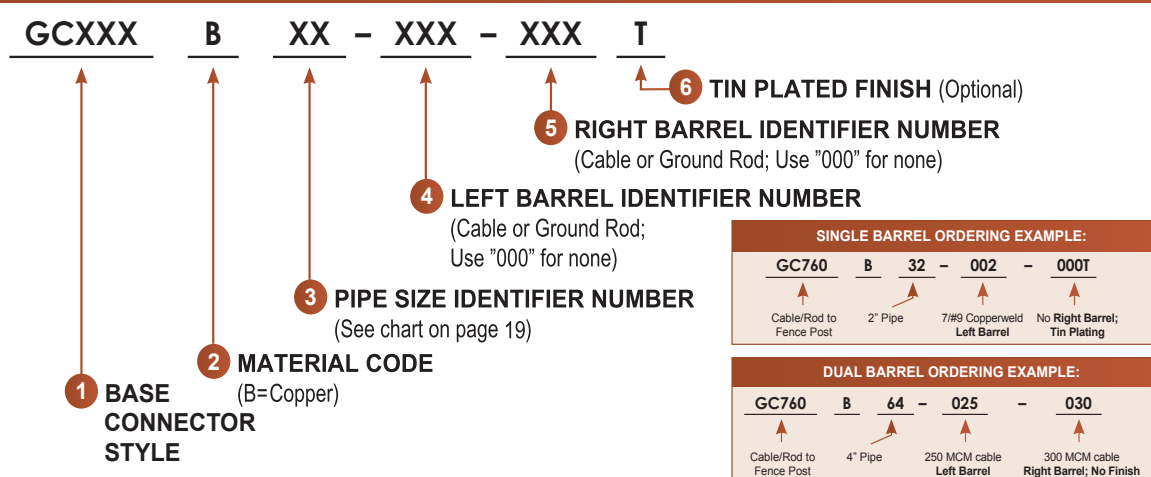 GCXXX B XX – XXX – XXX T
6 TIN PLATED FINISH (Optional)
5 RIGHT BARREL IDENTIFIER NUMBER
(Cable or Ground Rod; Use "000" for none)
4 LEFT BARREL IDENTIFIER NUMBER
(Cable or Ground Rod;
Use "000" for none)
3 PIPE SIZE IDENTIFIER NUMBER
(See chart on page 19)
2 MATERIAL CODE
(B=Copper)
1 BASE
CONNECTOR
STYLE
SINGLE BARREL ORDERING EXAMPLE:
GC760 B 32 – 002 – 000T
Cable/Rod to
Fence Post
2" Pipe
7/#9 Copperweld
Left Barrel
No Right Barrel;
Tin Plating
DUAL BARREL ORDERING EXAMPLE:
GC760 B 64 – 025 – 030
Cable/Rod to
Fence Post
4" Pipe
250 MCM cable
Left Barrel
300 MCM cable
Right Barrel; No Finish